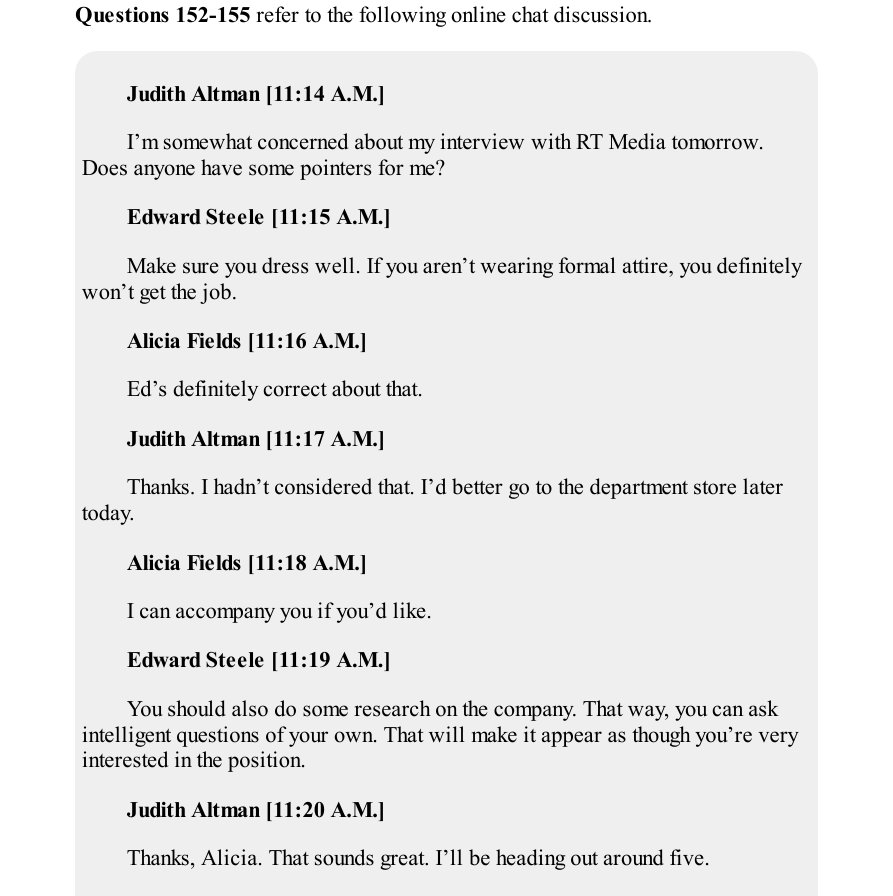 Questions 152-155 refer to the following online chat discussion.
Judith Altman [11:14 A.M.]
I’m somewhat concerned about my interview with RT Media tomorrow.
Does anyone have some pointers for me?
Edward Steele [11:15 A.M.]
Make sure you dress well. If you aren’t wearing formal attire, you definitely
won’t get the job.
Alicia Fields [11:16 A.M.]
Ed’s definitely correct about that.
Judith Altman [11:17 A.M.]
Thanks. I hadn’t considered that. I’d better go to the department store later
today.
Alicia Fields [11:18 A.M.]
I can accompany you if you’d like.
Edward Steele [11:19 A.M.]
You should also do some research on the company. That way, you can ask
intelligent questions of your own. That will make it appear as though you’re very
interested in the position.
Judith Altman [11:20 A.M.]
Thanks, Alicia. That sounds great. I’ll be heading out around five.